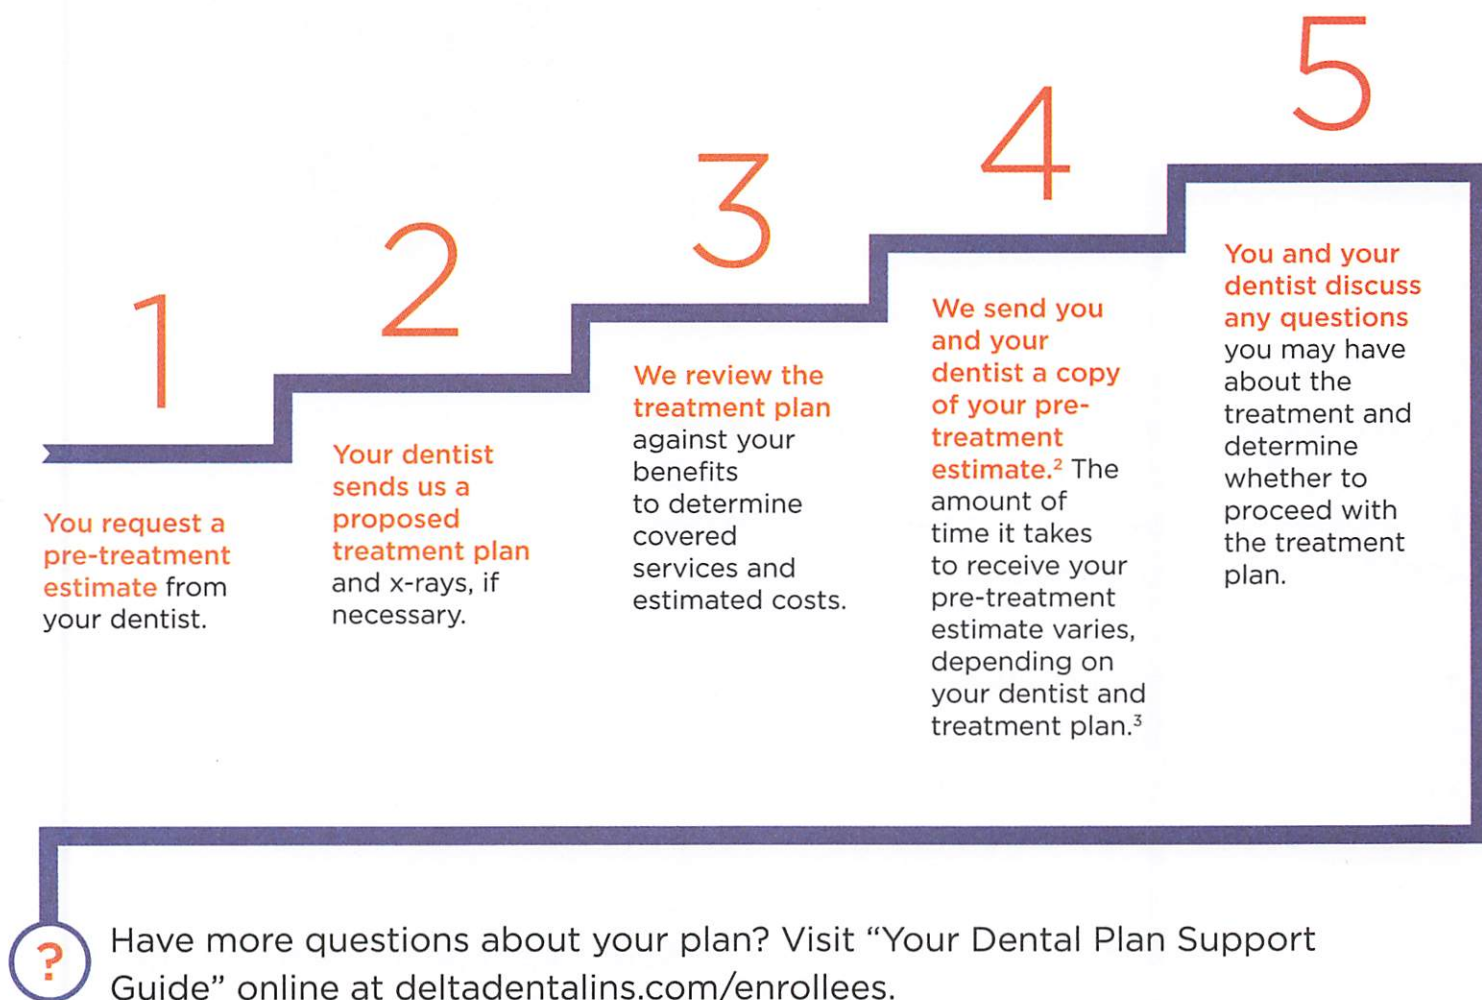 1
You request a
pre-treatment
estimate from
your dentist.
2
Your dentist
sends us a
proposed
treatment plan
and x-rays, if
necessary.
3
We review the
treatment plan
against your
benefits
to determine
covered
services and
estimated costs.
4
We send you
and your
dentist a copy
of your pre-
treatment
estimate.² The
amount of
time it takes
to receive your
pre-treatment
estimate varies,
depending on
your dentist and
treatment plan.³
5
You and your
dentist discuss
any questions
you may have
about the
treatment and
determine
whether to
proceed with
the treatment
plan.
?
Have more questions about your plan? Visit “Your Dental Plan Support
Guide” online at deltadentalins.com/enrollees.